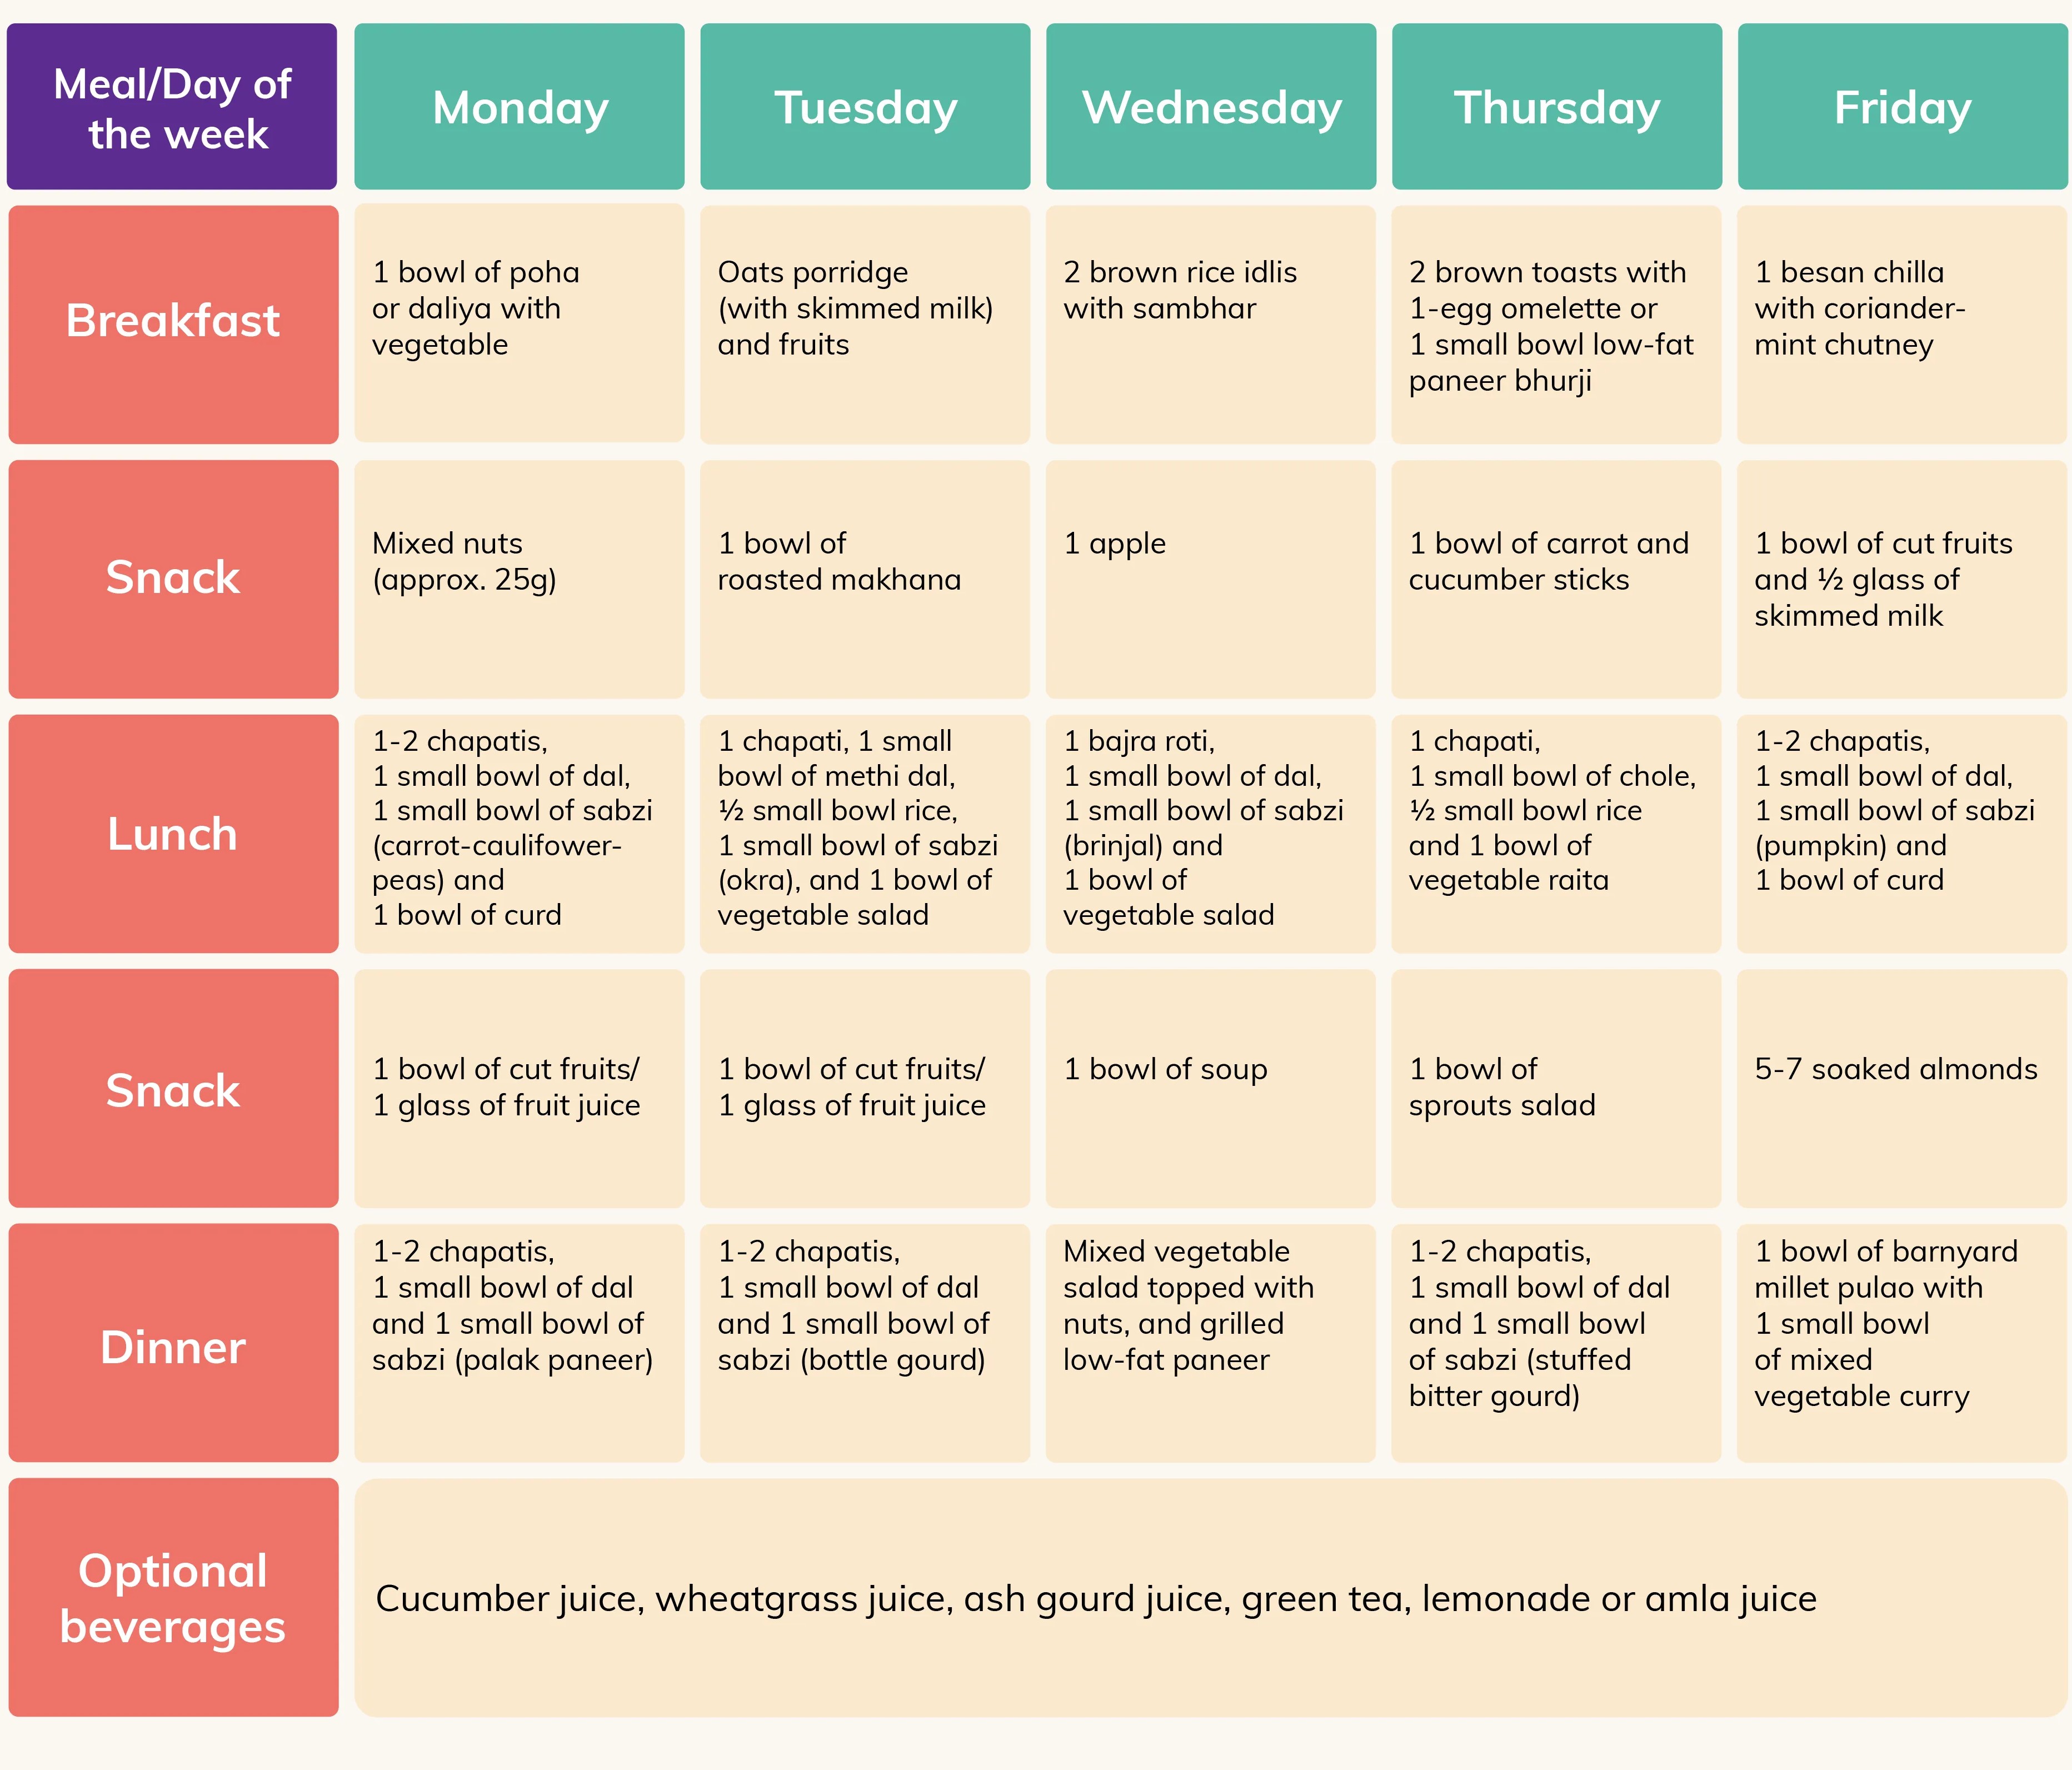 Meal/Day of
the week
Monday
Tuesday
Wednesday
Thursday
Friday
Breakfast
1 bowl of poha
or daliya with
vegetable
Oats porridge
(with skimmed milk)
and fruits
2 brown rice idlis
with sambhar
2 brown toasts with
1-egg omelette or
1 small bowl low-fat
paneer bhurji
1 besan chilla
with coriander-
mint chutney
Snack
Mixed nuts
(approx. 25g)
1 bowl of
roasted makhana
1 apple
1 bowl of carrot and
cucumber sticks
1 bowl of cut fruits
and ½ glass of
skimmed milk
Lunch
1-2 chapatis,
1 small bowl of dal,
1 small bowl of sabzi
(carrot-caulifower-
peas) and
1 bowl of curd
1 chapati, 1 small
bowl of methi dal,
½ small bowl rice,
1 small bowl of sabzi
(okra), and 1 bowl of
vegetable salad
1 bajra roti,
1 small bowl of dal,
1 small bowl of sabzi
(brinjal) and
1 bowl of
vegetable salad
1 chapati,
1 small bowl of chole,
½ small bowl rice
and 1 bowl of
vegetable raita
1-2 chapatis,
1 small bowl of dal,
1 small bowl of sabzi
(pumpkin) and
1 bowl of curd
Snack
1 bowl of cut fruits/
1 glass of fruit juice
1 bowl of cut fruits/
1 glass of fruit juice
1 bowl of soup
1 bowl of
sprouts salad
5-7 soaked almonds
Dinner
1-2 chapatis,
1 small bowl of dal
and 1 small bowl of
sabzi (palak paneer)
1-2 chapatis,
1 small bowl of dal
and 1 small bowl of
sabzi (bottle gourd)
Mixed vegetable
salad topped with
nuts, and grilled
low-fat paneer
1-2 chapatis,
1 small bowl of dal
and 1 small bowl
of sabzi (stuffed
bitter gourd)
1 bowl of barnyard
millet pulao with
1 small bowl
of mixed
vegetable curry
Optional
beverages
Cucumber juice, wheatgrass juice, ash gourd juice, green tea, lemonade or amla juice